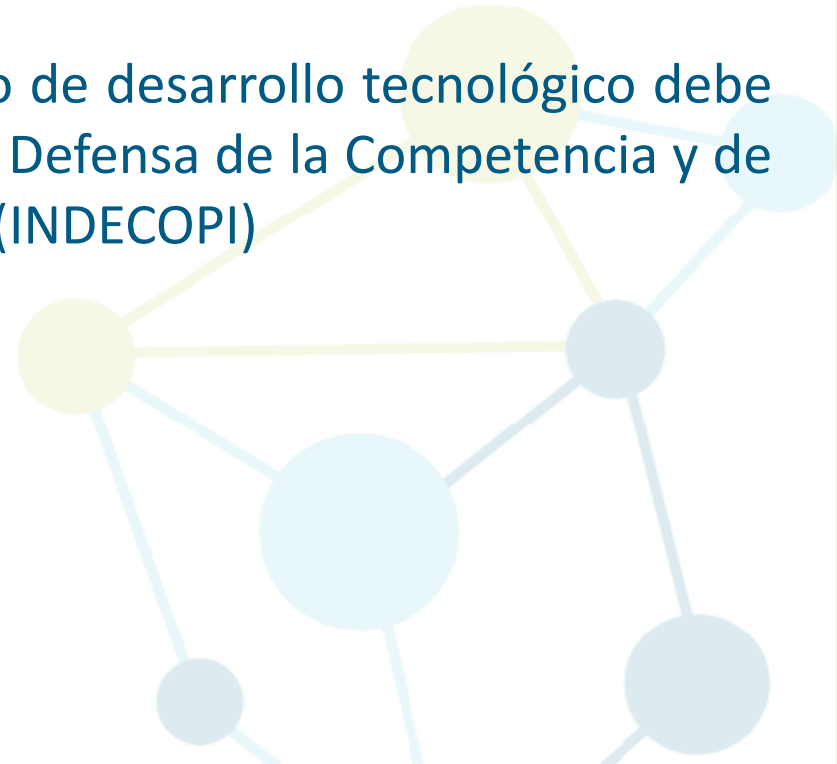 de desarrollo tecnológico debe
Defensa de la Competencia y de
(INDECOPI)